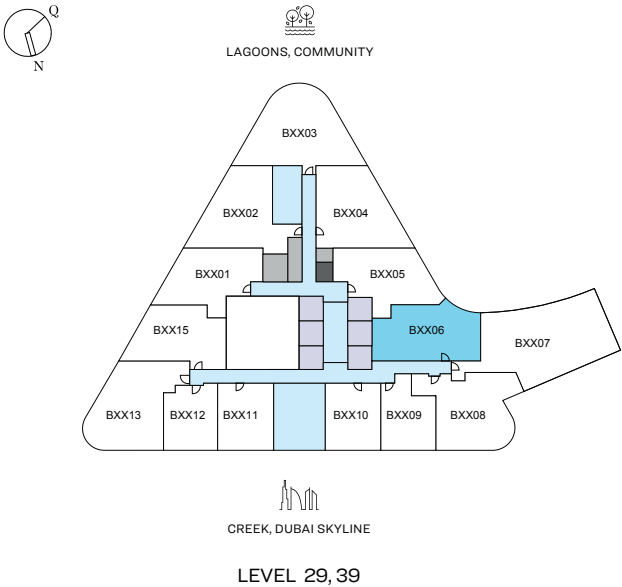 Q
N
LAGOONS, COMMUNITY
BXX03
BXX02
BXX04
BXX01
BXX05
BXX15
BXX06
BXX07
BXX13
BXX12
BXX11
BXX10
BXX09
BXX08
CREEK, DUBAI SKYLINE
LEVEL 29, 39